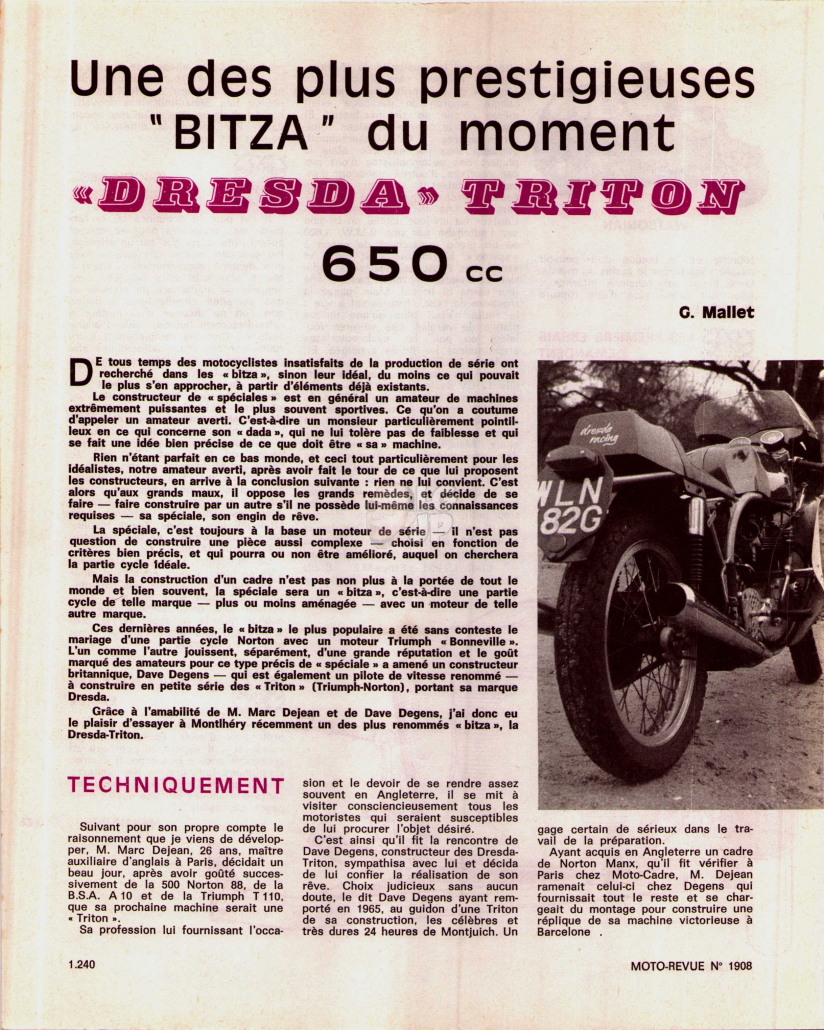 Une des plus prestigieuses
"BITZA" du moment
«DRESDA» TRITON
650 cc
G. Mallet
DE tous temps des motocyclistes insatisfaits de la production de série ont
recherché dans les « bitza », sinon leur idéal, du moins ce qui pouvait
le plus s'en approcher, à partir d'éléments déjà existants.
Le constructeur de « spéciales » est en général un amateur de machines
extrêmement puissantes et le plus souvent sportives. Ce qu'on a coutume
d'appeler un amateur averti. C'est-à-dire un monsieur particulièrement pointil-
leux en ce qui concerne son « dada », qui ne lui tolère pas de faiblesse et qui
se fait une idée bien précise de ce que doit être « sa » machine.
Rien n'étant parfait en ce bas monde, et ceci tout particulièrement pour les
idéalistes, notre amateur averti, après avoir fait le tour de ce que lui proposent
les constructeurs, en arrive à la conclusion suivante : rien ne lui convient. C'est
alors qu'aux grands maux, il oppose les grands remèdes, et décide de se
faire — faire construire par un autre s'il ne possède lui-même les connaissances
requises — sa spéciale, son engin de rêve.
La spéciale, c'est toujours à la base un moteur de série — il n'est pas
question de construire une pièce aussi complexe — choisi en fonction de
critères bien précis, et qui pourra ou non être amélioré, auquel on cherchera
la partie cycle idéale.
Mais la construction d'un cadre n'est pas non plus à la portée de tout le
monde et bien souvent, la spéciale sera un « bitza », c'est-à-dire une partie
cycle de telle marque — plus ou moins aménagée — avec un moteur de telle
autre marque.
Ces dernières années, le « bitza » le plus populaire a été sans conteste le
mariage d'une partie cycle Norton avec un moteur Triumph « Bonneville ».
L'un comme l'autre jouissent, séparément, d'une grande réputation et le goût
marqué des amateurs pour ce type précis de « spéciale » a amené un constructeur
britannique, Dave Degens — qui est également un pilote de vitesse renommé —
à construire en petite série des « Triton » (Triumph-Norton), portant sa marque
Dresda.
Grâce à l'amabilité de M. Marc Dejean et de Dave Degens, j'ai donc eu
le plaisir d'essayer à Montlhéry récemment un des plus renommés « bitza », la
Dresda-Triton.
dresda
racing
WLN
82G
TECHNIQUEMENT
Suivant pour son propre compte le
raisonnement que je viens de dévelop-
per, M. Marc Dejean, 26 ans, maître
auxiliaire d'anglais à Paris, décidait un
beau jour, après avoir goûté succes-
sivement de la 500 Norton 88, de la
B.S.A. A 10 et de la Triumph T 110,
que sa prochaine machine serait une
« Triton ».
Sa profession lui fournissant l'occa-
sion et le devoir de se rendre assez
souvent en Angleterre, il se mit à
visiter consciencieusement tous les
motoristes qui seraient susceptibles
de lui procurer l'objet désiré.
C'est ainsi qu'il fit la rencontre de
Dave Degens, constructeur des Dresda-
Triton, sympathisa avec lui et décida
de lui confier la réalisation de son
rêve. Choix judicieux sans aucun
doute, le dit Dave Degens ayant rem-
porté en 1965, au guidon d'une Triton
de sa construction, les célèbres et
très dures 24 heures de Montjuich. Un
gage certain de sérieux dans le tra-
vail de la préparation.
Ayant acquis en Angleterre un cadre
de Norton Manx, qu'il fit vérifier à
Paris chez Moto-Cadre, M. Dejean
ramenait celui-ci chez Degens qui
fournissait tout le reste et se char-
geait du montage pour construire une
réplique de sa machine victorieuse à
Barcelone .
1.240
MOTO-REVUE N° 1908